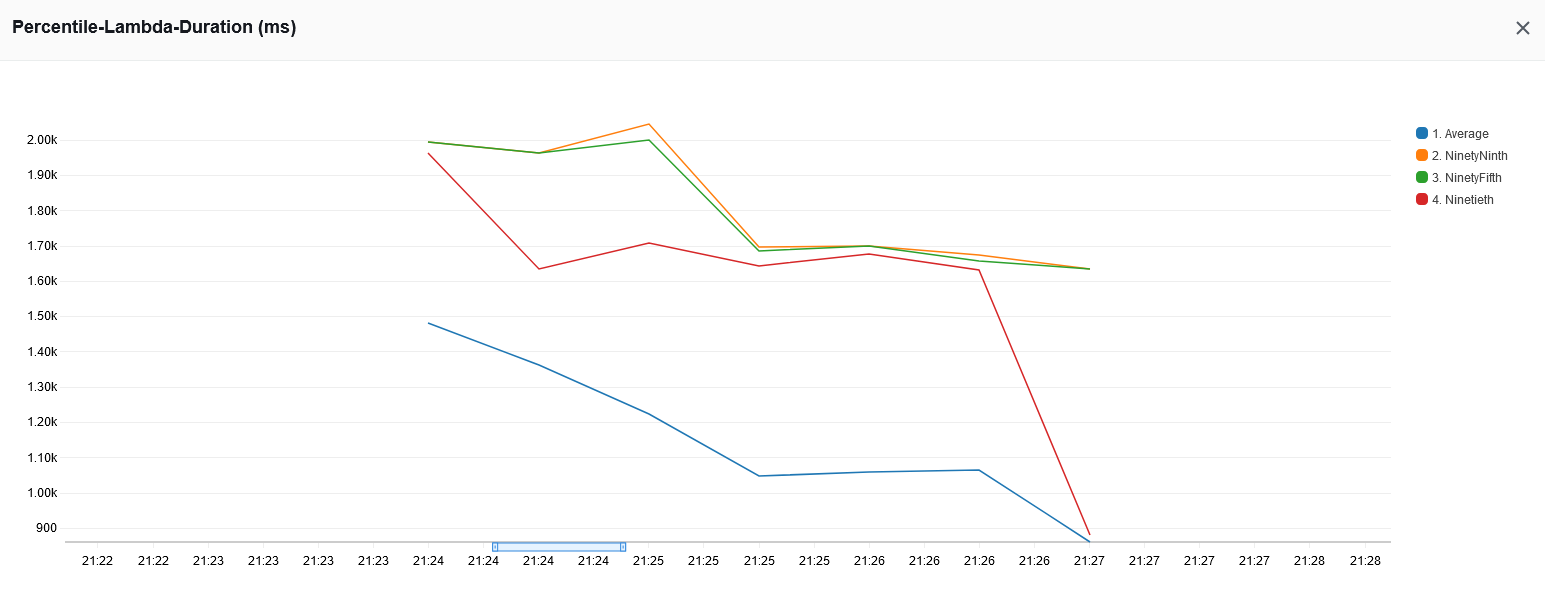 Percentile-Lambda-Duration (ms)
2.00k
1.90k
1.80k
1.70k
1.60k
1.50k
1.40k
1.30k
1.20k
1.10k
1.00k
900
21:22 21:22 21:23 21:23 21:23 21:23 21:24 21:24 21:24 21:24 21:25 21:25 21:25 21:25 21:26 21:26 21:26 21:26 21:27 21:27 21:27 21:27 21:28 21:28
1. Average
2. NinetyNinth
3. NinetyFifth
4. Ninetieth